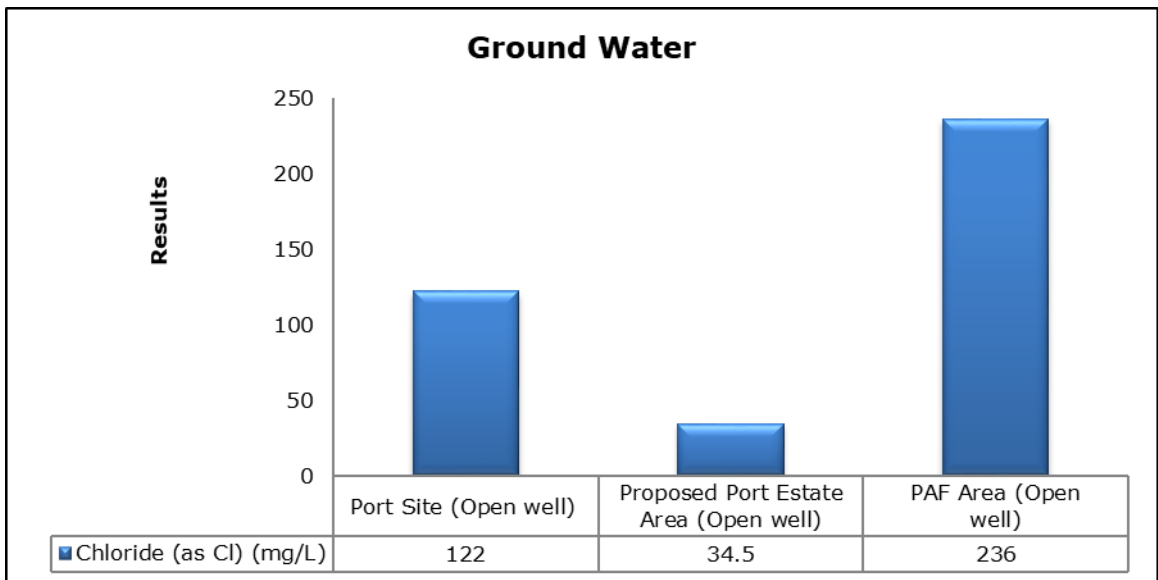 Ground Water
Results
250
200
150
100
50
0
Port Site (Open well)
Proposed Port Estate
Area (Open well)
PAF Area (Open
well)
Chloride (as Cl) (mg/L)
122
34.5
236